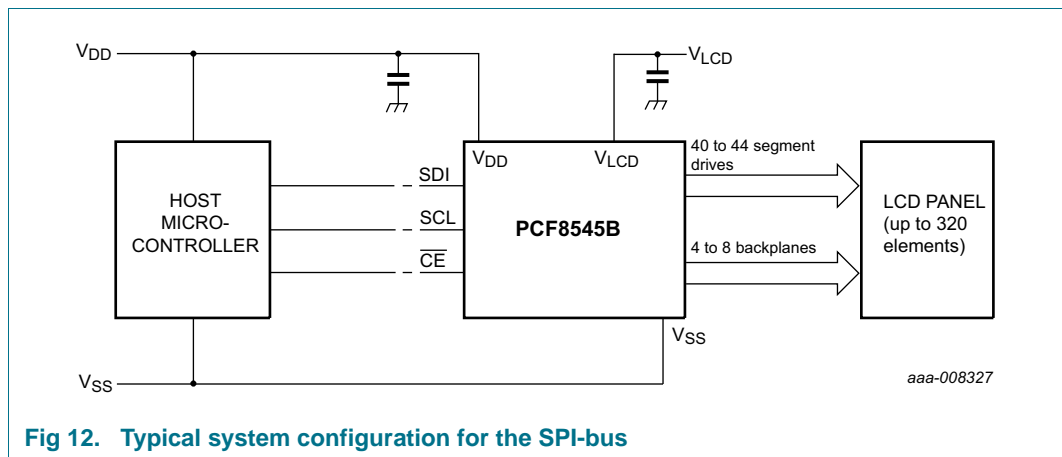 VDD
VLCD
VDD
VLCD
40 to 44 segment
drives
HOST
MICRO-
CONTROLLER
SDI
SCL
CE
PCF8545B
4 to 8 backplanes
LCD PANEL
(up to 320
elements)
VSS
VSS
aaa-008327
Fig 12. Typical system configuration for the SPI-bus